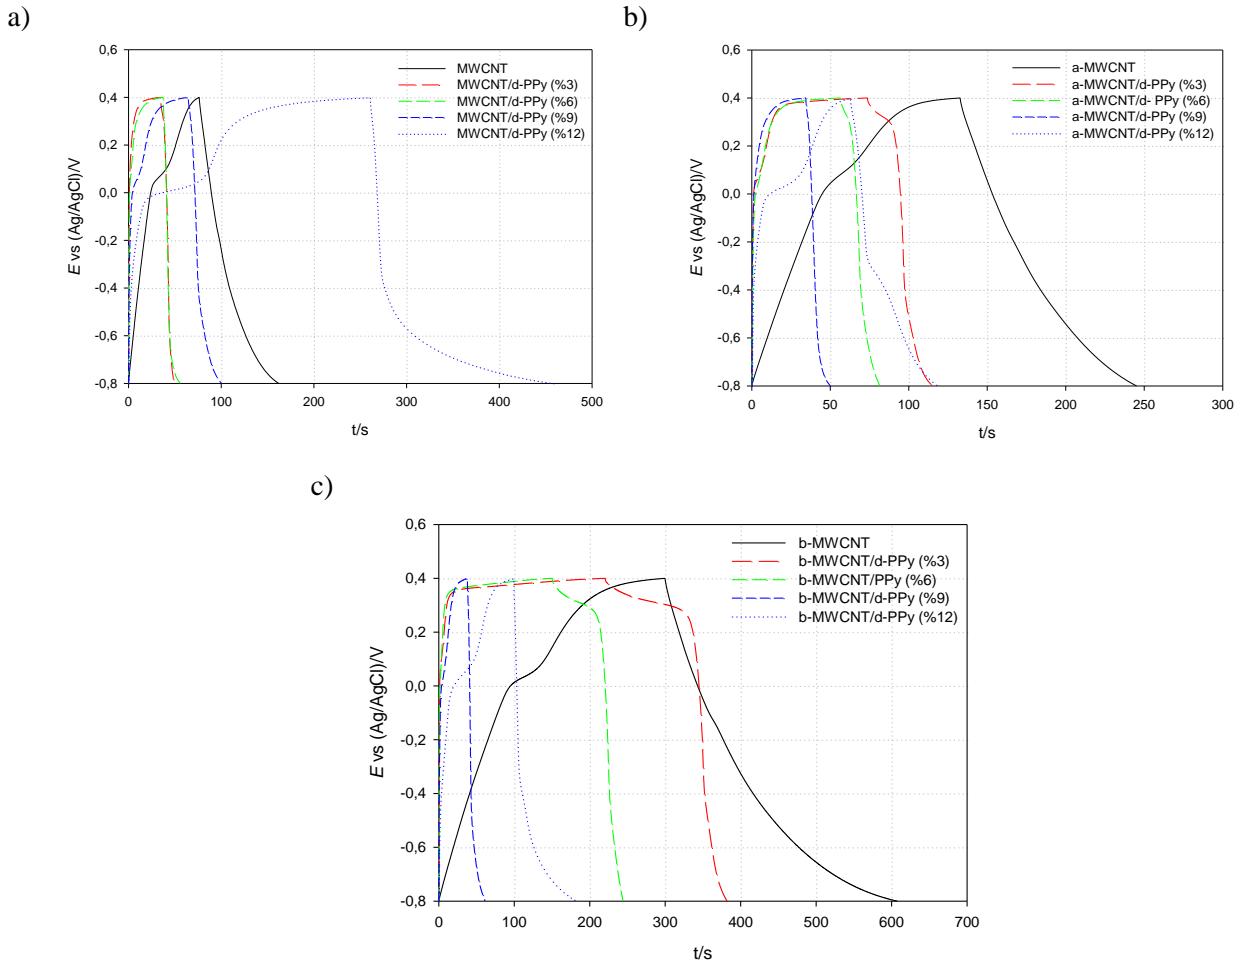 a)
0,6
0,4
0,2
0,0
-0,2
-0,4
-0,6
-0,8
E vs (Ag/AgCl)/V
MWCNT
MWCNT/d-PPy (%3)
MWCNT/d-PPy (%6)
MWCNT/d-PPy (%9)
MWCNT/d-PPy (%12)
0 100 200 300 400 500
t/s
b)
0,6
0,4
0,2
0,0
-0,2
-0,4
-0,6
-0,8
E vs (Ag/AgCl)/V
a-MWCNT
a-MWCNT/d-PPy (%3)
a-MWCNT/d- PPy (%6)
a-MWCNT/d-PPy (%9)
a-MWCNT/d-PPy (%12)
0 50 100 150 200 250 300
t/s
c)
0,6
0,4
0,2
0,0
-0,2
-0,4
-0,6
-0,8
E vs (Ag/AgCl)/V
b-MWCNT
b-MWCNT/d-PPy (%3)
b-MWCNT/PPy (%6)
b-MWCNT/d-PPy (%9)
b-MWCNT/d-PPy (%12)
0 100 200 300 400 500 600 700
t/s